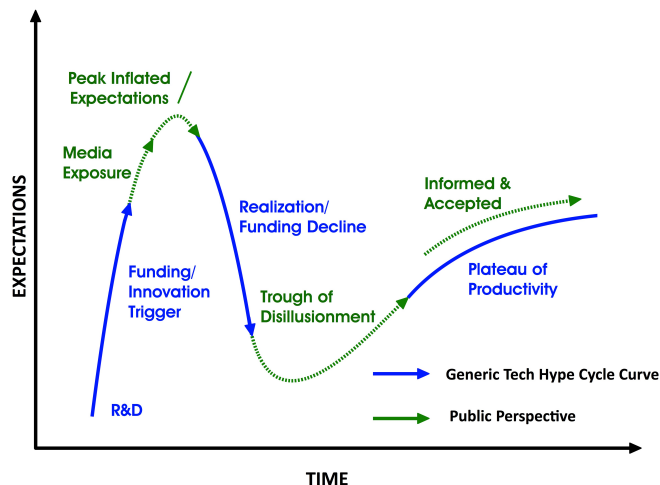 Peak Inflated
Expectations
Media
Exposure
Realization/
Funding Decline
Informed &
Accepted
Funding/
Innovation
Trigger
Trough of
Disillusionment
Plateau of
Productivity
R&D
Generic Tech Hype Cycle Curve
Public Perspective
EXPECTATIONS
TIME